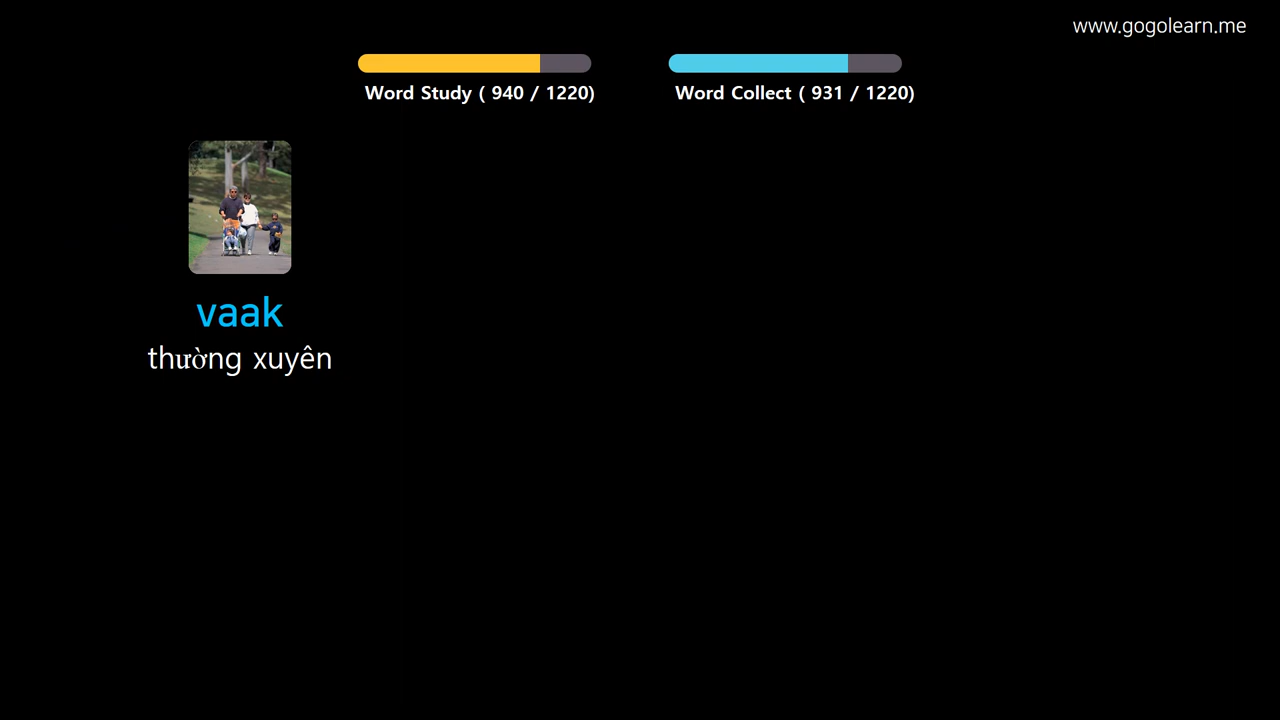 www.gogolearn.me
Word Study ( 940 / 1220)
Word Collect ( 931 / 1220)
vaak
thường xuyên